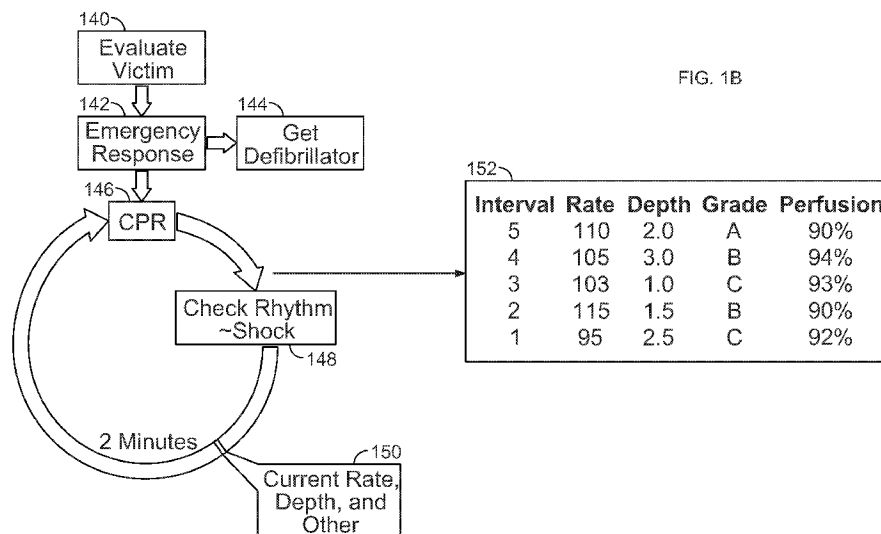 140
Evaluate
Victim
142
Emergency
Response
144
Get
Defibrillator
FIG. 1B
146
CPR
Check Rhythm
~Shock
148
2 Minutes
150
Current Rate,
Depth, and
Other
152
Interval Rate Depth Grade Perfusion
5 110 2.0 A 90%
4 105 3.0 B 94%
3 103 1.0 C 93%
2 115 1.5 B 90%
1 95 2.5 C 92%